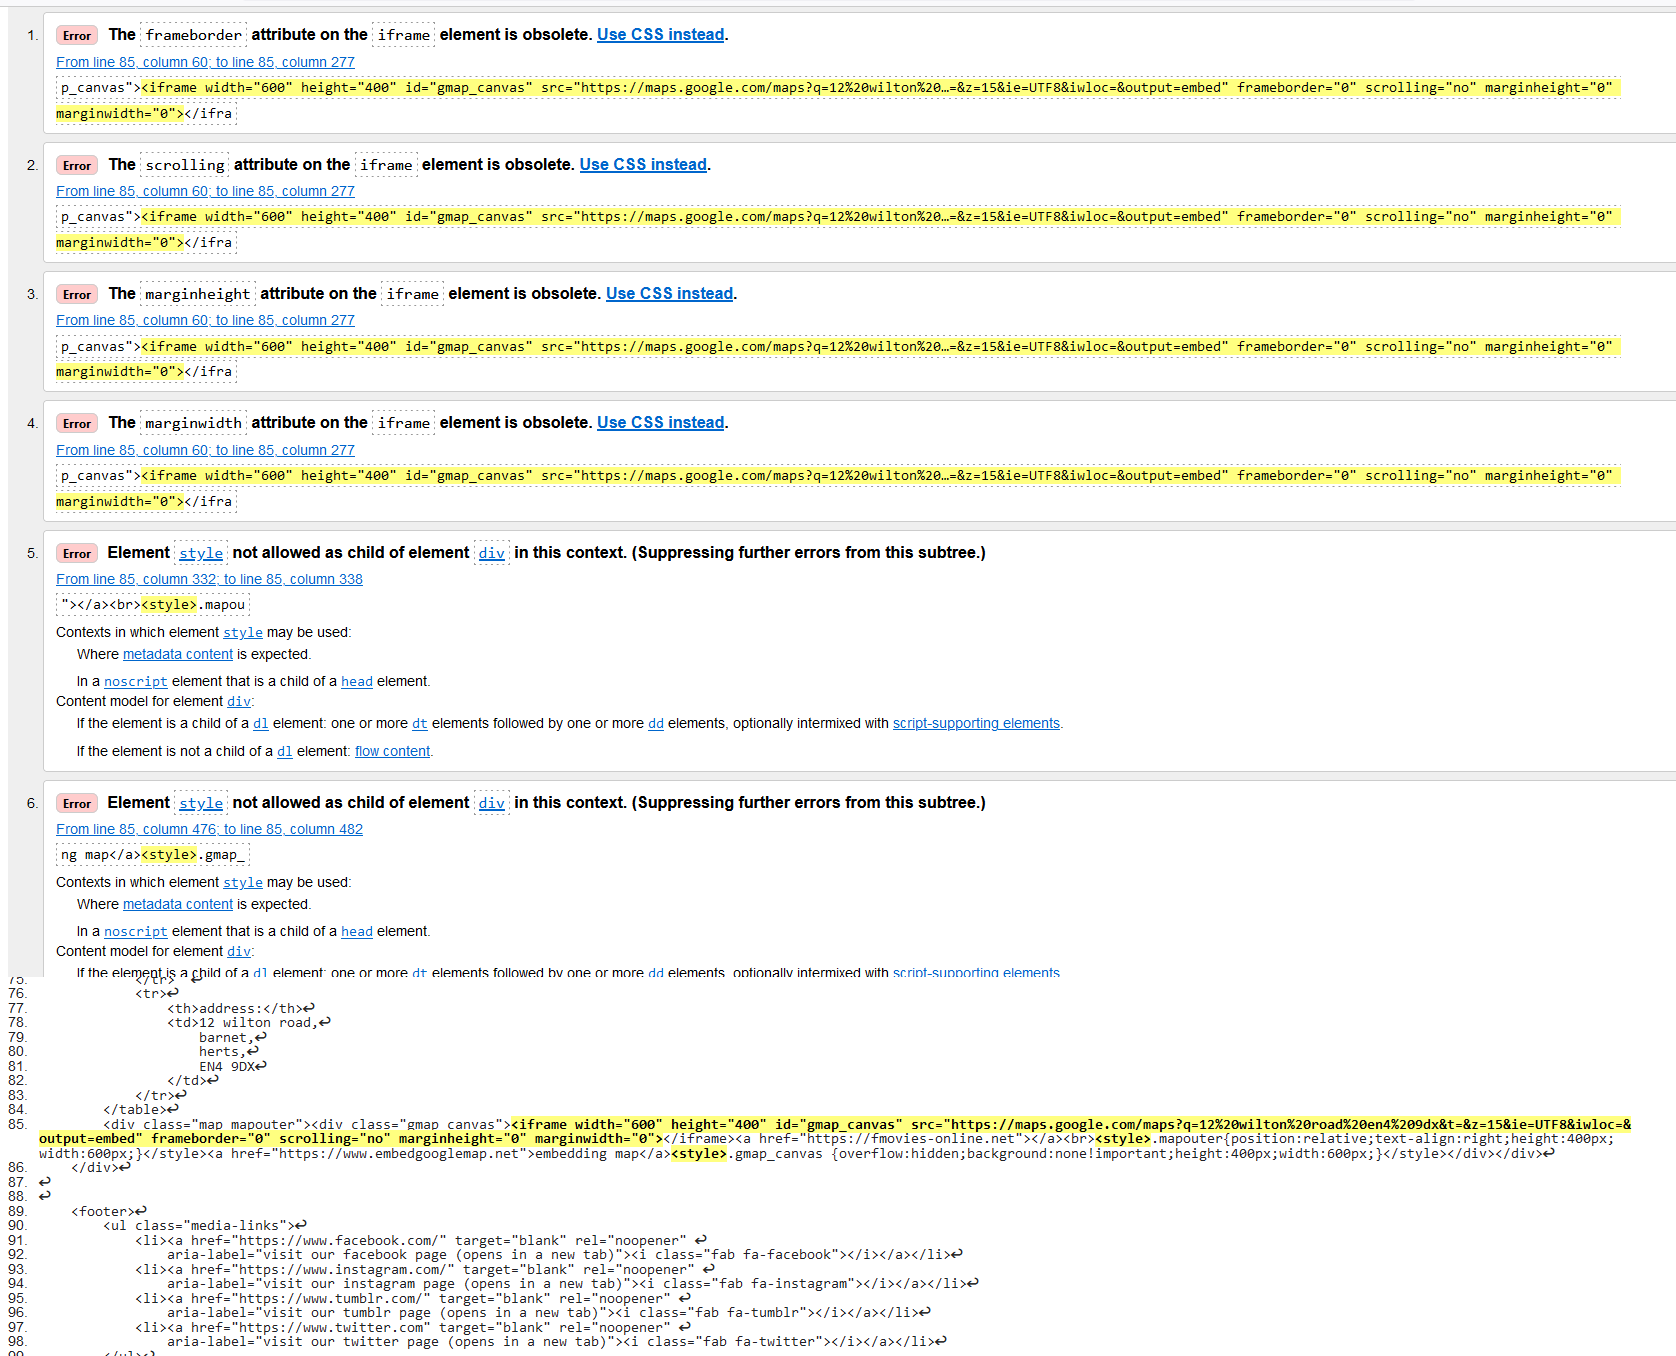 1. Error The frameborder attribute on the iframe element is obsolete. Use CSS instead.
From line 85, column 60; to line 85, column 277
p_canvas"><iframe width="600" height="400" id="gmap_canvas" src="https://maps.google.com/maps?q=12%20wilton%20…=&z=15&ie=UTF8&iwloc=&output=embed" frameborder="0" scrolling="no" marginheight="0"
marginwidth="0"></ifra
2. Error The scrolling attribute on the iframe element is obsolete. Use CSS instead.
From line 85, column 60; to line 85, column 277
p_canvas"><iframe width="600" height="400" id="gmap_canvas" src="https://maps.google.com/maps?q=12%20wilton%20…=&z=15&ie=UTF8&iwloc=&output=embed" frameborder="0" scrolling="no" marginheight="0"
marginwidth="0"></ifra
3. Error The marginheight attribute on the iframe element is obsolete. Use CSS instead.
From line 85, column 60; to line 85, column 277
p_canvas"><iframe width="600" height="400" id="gmap_canvas" src="https://maps.google.com/maps?q=12%20wilton%20…=&z=15&ie=UTF8&iwloc=&output=embed" frameborder="0" scrolling="no" marginheight="0"
marginwidth="0"></ifra
4. Error The marginwidth attribute on the iframe element is obsolete. Use CSS instead.
From line 85, column 60; to line 85, column 277
p_canvas"><iframe width="600" height="400" id="gmap_canvas" src="https://maps.google.com/maps?q=12%20wilton%20…=&z=15&ie=UTF8&iwloc=&output=embed" frameborder="0" scrolling="no" marginheight="0"
marginwidth="0"></ifra
5. Error Element style not allowed as child of element div in this context. (Suppressing further errors from this subtree.)
From line 85, column 332; to line 85, column 338
"></a><br><style>.mapou
Contexts in which element style may be used:
Where metadata content is expected.
In a noscript element that is a child of a head element.
Content model for element div:
If the element is a child of a dl element: one or more dt elements followed by one or more dd elements, optionally intermixed with script-supporting elements.
If the element is not a child of a dl element: flow content.
6. Error Element style not allowed as child of element div in this context. (Suppressing further errors from this subtree.)
From line 85, column 476; to line 85, column 482
ng map</a><style>.gmap_
Contexts in which element style may be used:
Where metadata content is expected.
In a noscript element that is a child of a head element.
Content model for element div:
If the element is a child of a dl element: one or more dt elements followed by one or more dd elements, optionally intermixed with script-supporting elements
75. </tr>↩
76. <tr>↩
77. <th>address:</th>↩
78. <td>12 wilton road,↩
79. barnet,↩
80. herts,↩
81. EN4 9DX↩
82. </td>↩
83. </tr>↩
84. </table>↩
85. <div class="map mapouter"><div class="gmap_canvas"><iframe width="600" height="400" id="gmap_canvas" src="https://maps.google.com/maps?q=12%20wilton%20road%20en4%209dx&t=&z=15&ie=UTF8&iwloc=&
output=embed" frameborder="0" scrolling="no" marginheight="0" marginwidth="0"></iframe><a href="https://fmovies-online.net"></a><br><style>.mapouter{position:relative;text-align:right;height:400px;
width:600px;}</style><a href="https://www.embedgooglemap.net">embedding map</a><style>.gmap_canvas {overflow:hidden;background:none!important;height:400px;width:600px;}</style></div></div>↩
86. </div>↩
87. ↩
88. ↩
89. <footer>↩
90. <ul class="media-links">↩
91. <li><a href="https://www.facebook.com/" target="blank" rel="noopener" ↩
92. aria-label="visit our facebook page (opens in a new tab)"><i class="fab fa-facebook"></i></a></li>↩
93. <li><a href="https://www.instagram.com/" target="blank" rel="noopener" ↩
94. aria-label="visit our instagram page (opens in a new tab)"><i class="fab fa-instagram"></i></a></li>↩
95. <li><a href="https://www.tumblr.com/" target="blank" rel="noopener" ↩
96. aria-label="visit our tumblr page (opens in a new tab)"><i class="fab fa-tumblr"></i></a></li>↩
97. <li><a href="https://www.twitter.com" target="blank" rel="noopener" ↩
98. aria-label="visit our twitter page (opens in a new tab)"><i class="fab fa-twitter"></i></a></li>↩
99. </ul>↩